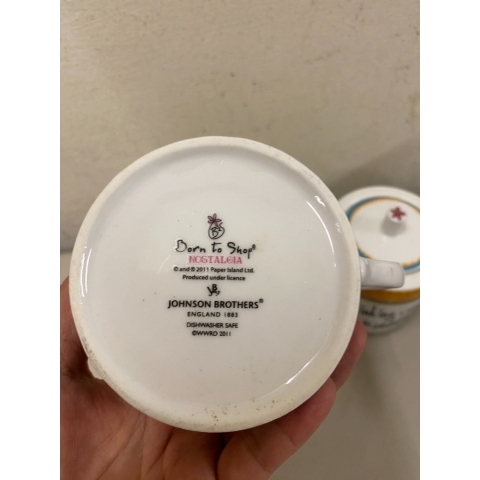 Born to Shop®
NOSTALGIA
© and ® 2011 Paper Island Ltd.
Produced under licence
JOHNSON BROTHERS®
ENGLAND 1883
DISHWASHER SAFE
©WWRD 2011